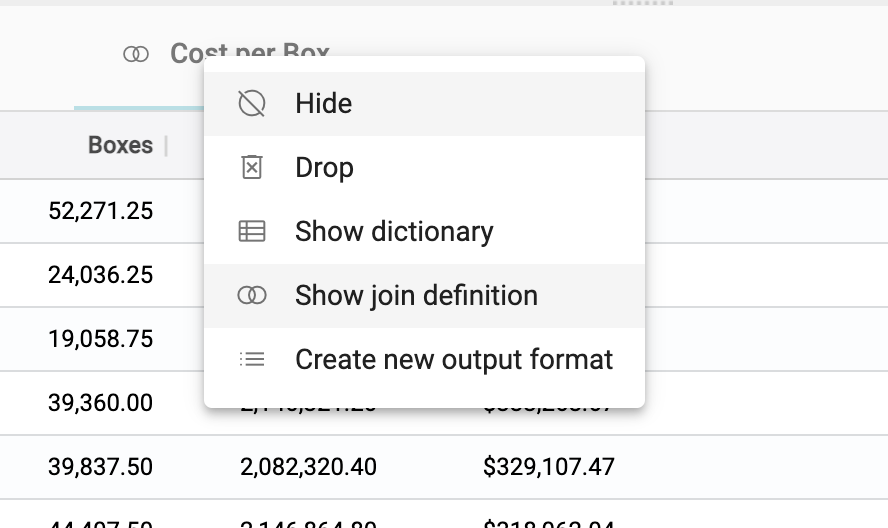 Cost per Box
Hide
Boxes
Drop
52,271.25
Show dictionary
24,036.25
Show join definition
19,058.75
Create new output format
39,360.00
39,837.50 2,082,320.40 $329,107.47